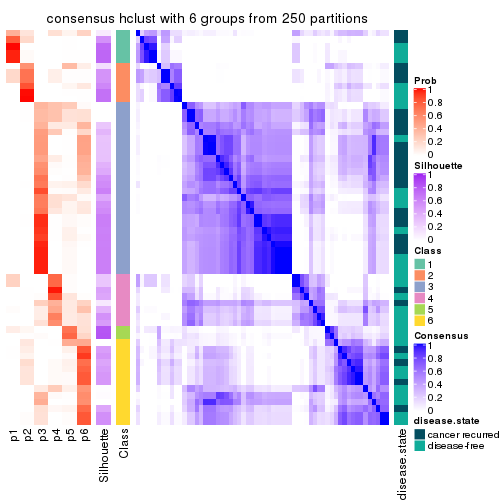 consensus hclust with 6 groups from 250 partitions
Prob
1
0.8
0.6
0.4
0.2
0
Silhouette
1
0.8
0.6
0.4
0.2
0
Class
1
2
3
4
5
6
Consensus
1
0.8
0.6
0.4
0.2
0
disease.state
cancer recurred
disease-free
p1
p2
p3
p4
p5
p6
Silhouette
Class
disease.state